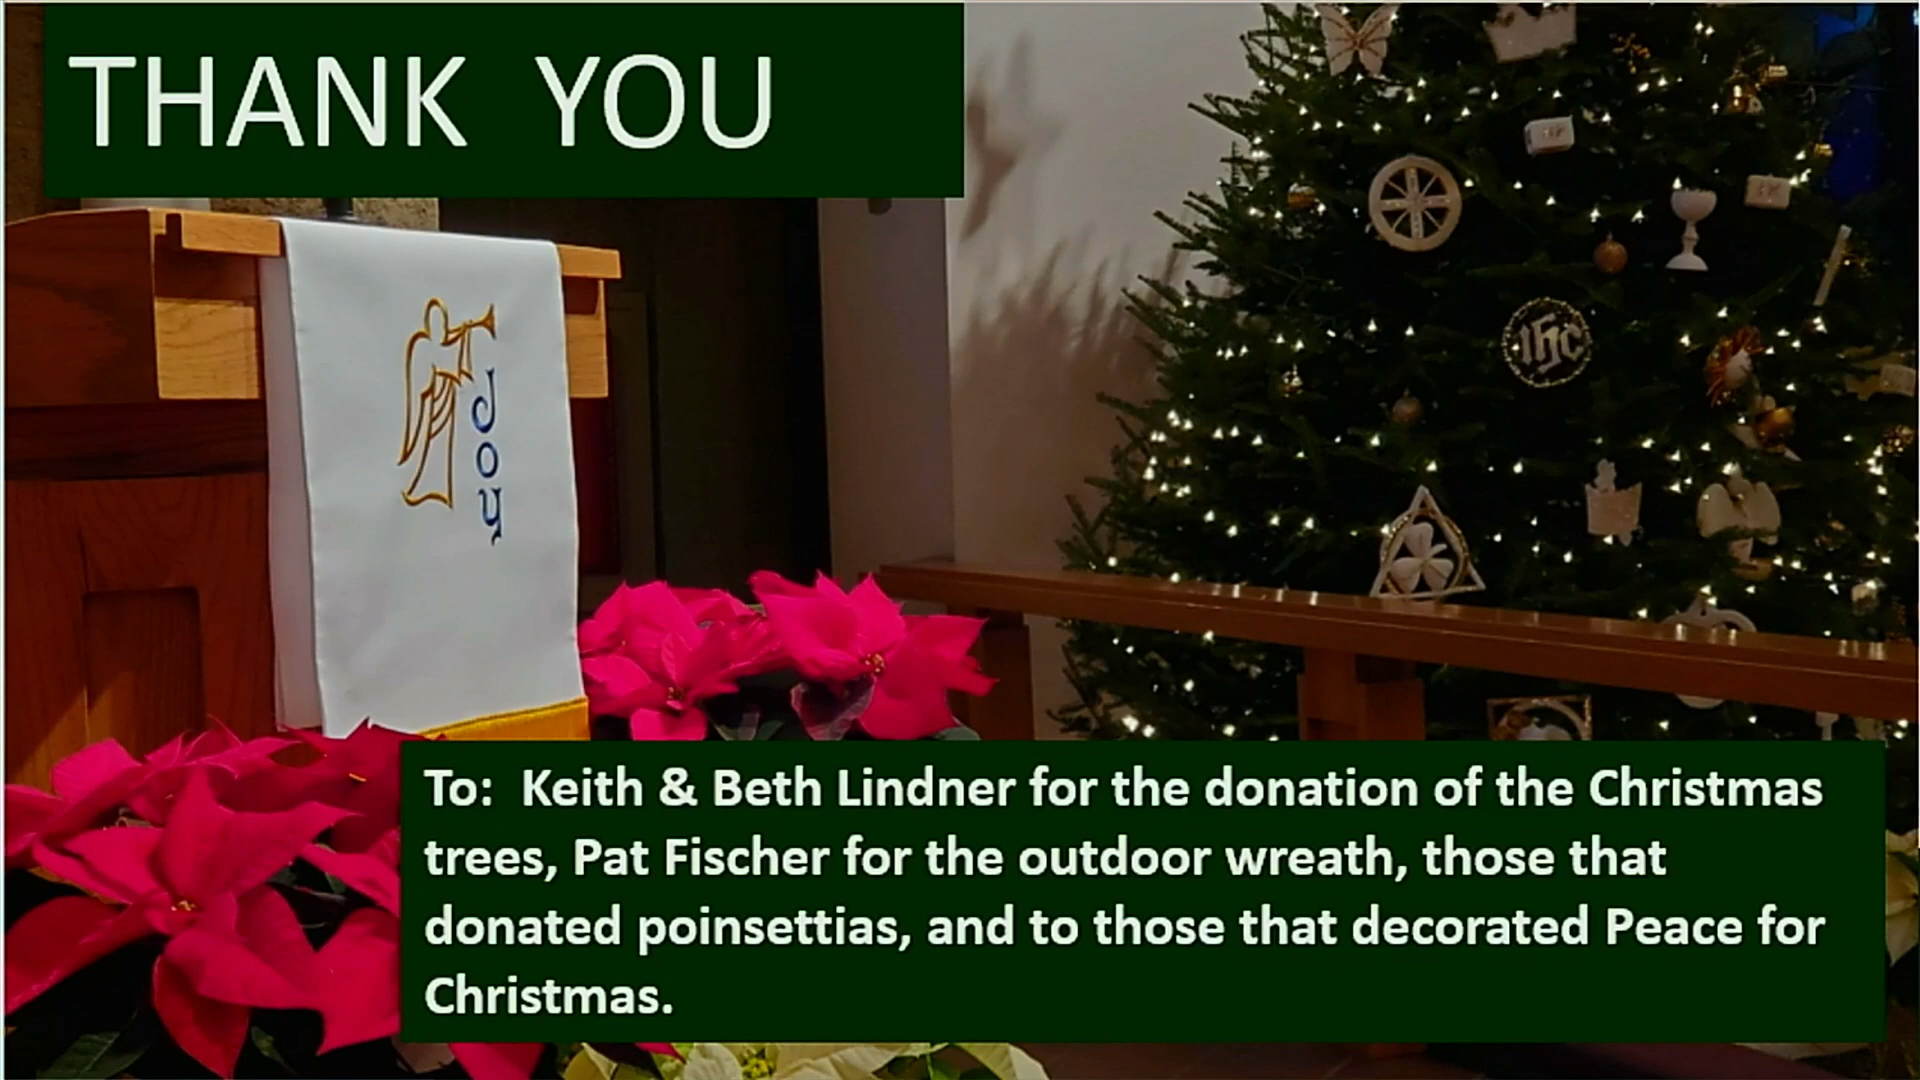 THANK YOU
Joy
ihc
To: Keith & Beth Lindner for the donation of the Christmas
trees, Pat Fischer for the outdoor wreath, those that
donated poinsettias, and to those that decorated Peace for
Christmas.